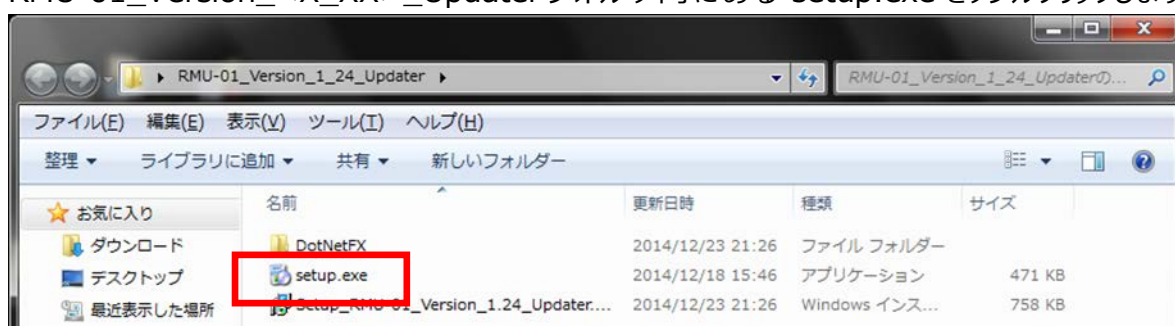 setup.exe
RMU-01_Version_1_24_Updater
RMU-01_Version_1_24_Updaterの...
ファイル(F) 編集(E) 表示(V) ツール(T) ヘルプ(H)
整理 ライブラリに追加 共有 新しいフォルダー
名前 更新日時 種類 サイズ
お気に入り
ダウンロード DotNetFX 2014/12/23 21:26 ファイル フォルダー
デスクトップ setup.exe 2014/12/18 15:46 アプリケーション 471 KB
最近表示した場所 Setup_RMU-01_Version_1.24_Updater.... 2014/12/23 21:26 Windows インス... 758 KB